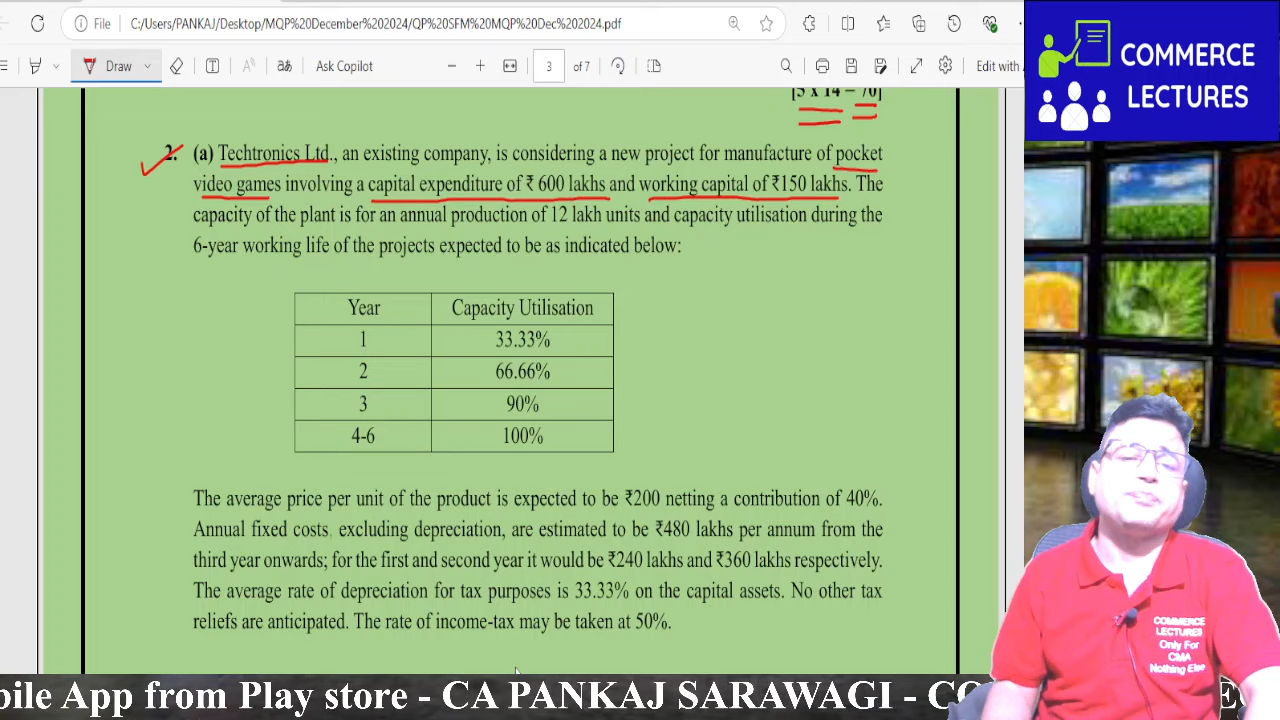 File C:/Users/PANKAJ/Desktop/MQP%20December%202024/QP%20SFM%20MQP%20Dec%202024.pdf
Draw
Ask Copilot
3 of 7
Edit with
COMMERCE
LECTURES
[5 x 14 = 70]
2. (a) Techtronics Ltd., an existing company, is considering a new project for manufacture of pocket
video games involving a capital expenditure of ₹ 600 lakhs and working capital of ₹150 lakhs. The
capacity of the plant is for an annual production of 12 lakh units and capacity utilisation during the
6-year working life of the projects expected to be as indicated below:
Year Capacity Utilisation
1 33.33%
2 66.66%
3 90%
4-6 100%
The average price per unit of the product is expected to be ₹200 netting a contribution of 40%.
Annual fixed costs, excluding depreciation, are estimated to be ₹480 lakhs per annum from the
third year onwards; for the first and second year it would be ₹240 lakhs and ₹360 lakhs respectively.
The average rate of depreciation for tax purposes is 33.33% on the capital assets. No other tax
reliefs are anticipated. The rate of income-tax may be taken at 50%.
COMMERCE
LECTURES
Only For
CMA
Nothing Else
bile App from Play store - CA PANKAJ SARAWAGI - CO